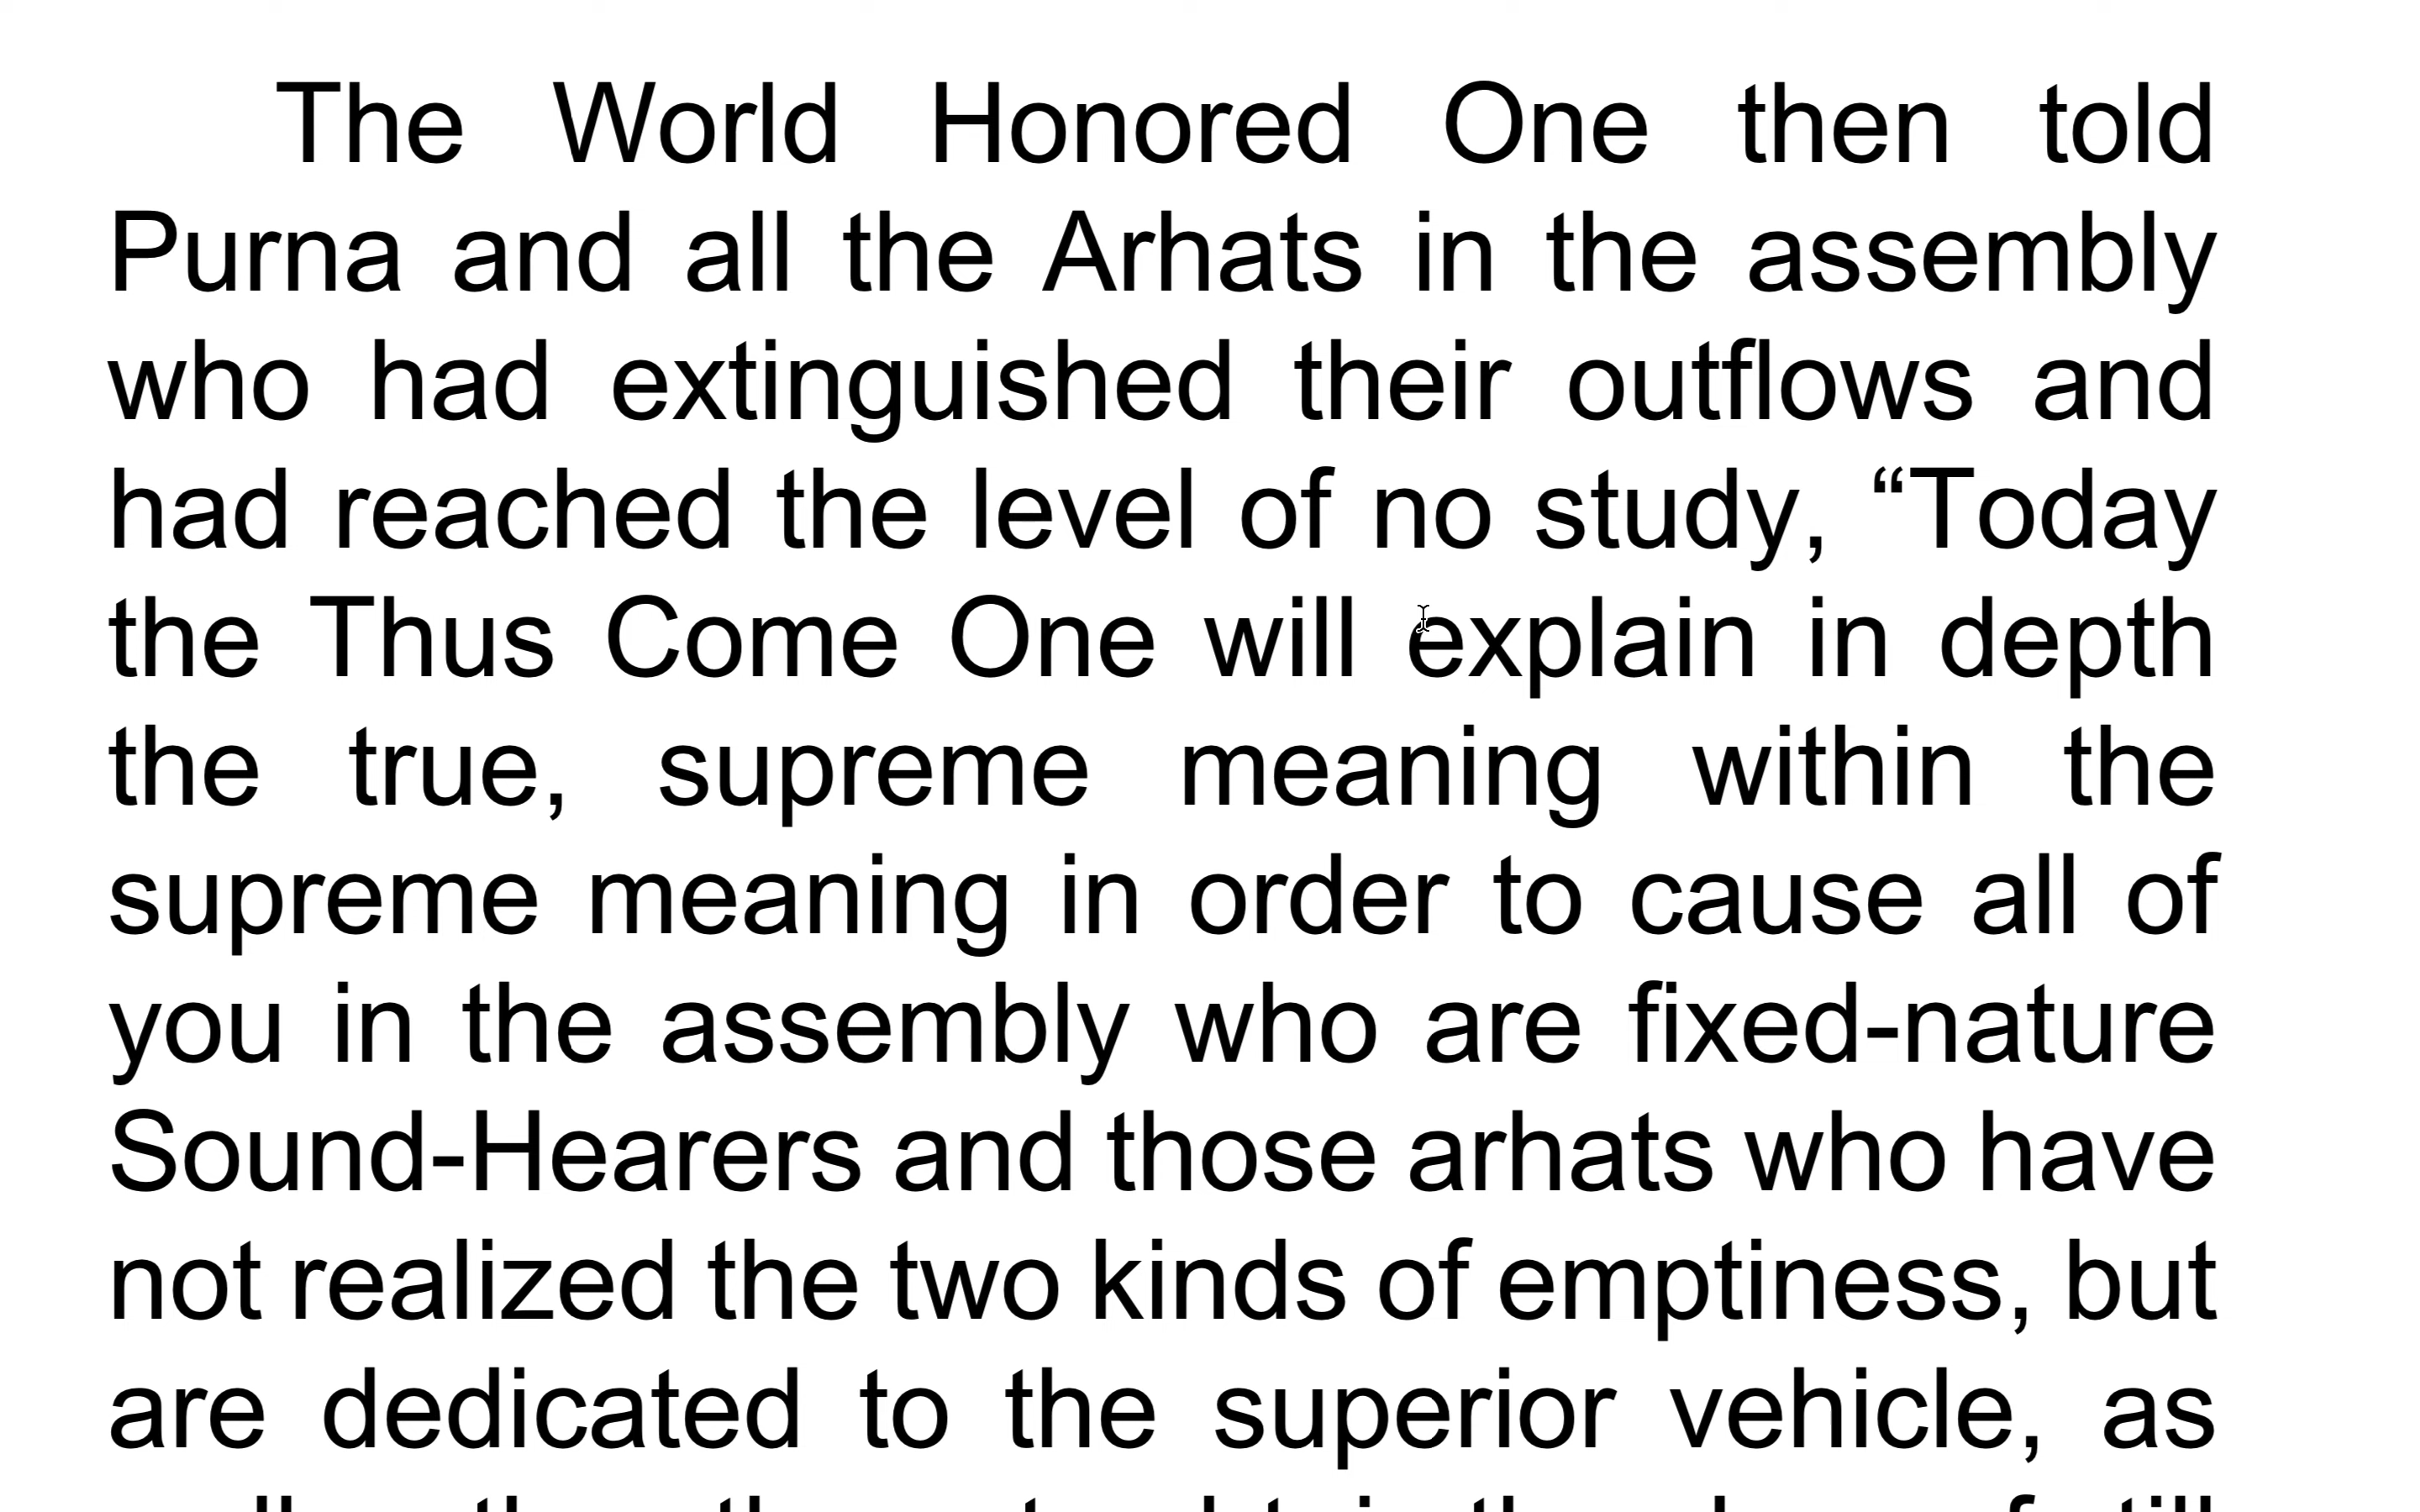 The World Honored One then told
Purna and all the Arhats in the assembly
who had extinguished their outflows and
had reached the level of no study, “Today
the Thus Come One will explain in depth
the true, supreme meaning within the
supreme meaning in order to cause all of
you in the assembly who are fixed-nature
Sound-Hearers and those arhats who have
not realized the two kinds of emptiness, but
are dedicated to the superior vehicle, as